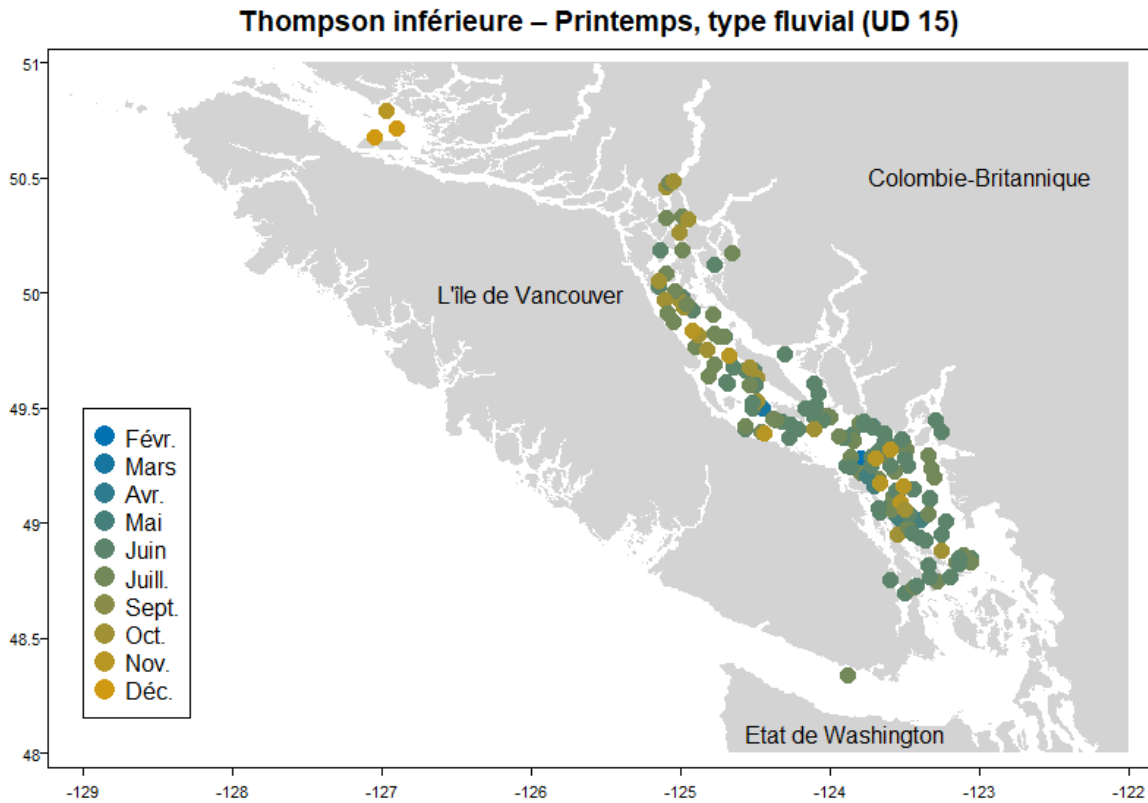 Thompson inférieure – Printemps, type fluvial (UD 15)
51
50.5
50
49.5
49
48.5
48
Colombie-Britannique
L'île de Vancouver
Févr.
Mars
Avr.
Mai
Juin
Juill.
Sept.
Oct.
Nov.
Déc.
Etat de Washington
-129
-128
-127
-126
-125
-124
-123
-122